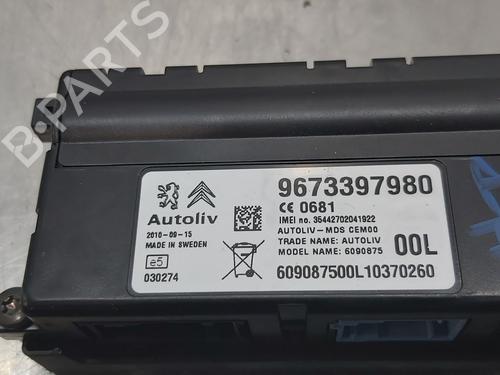 B-PARTS
Autoliv
2010-09-15
MADE IN SWEDEN
e5
030274
9673397980
CE 0681
IMEI no. 35442702041922
AUTOLIV-MDS CEM00
TRADE NAME: AUTOLIV
MODEL NAME: 6090875
00L
609087500L10370260